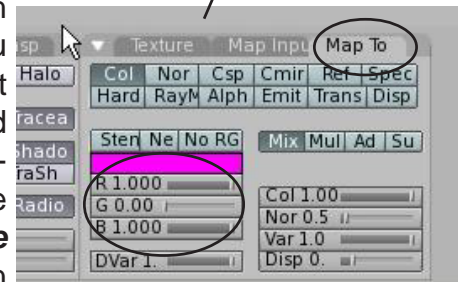 Texture Map Inpu Map To
Halo Col Nor Csp Cmir Ref Spec
Hard RayM Alph Emit Trans Disp
Sten Ne No RG Mix Mul Ad Su
Shado
raSh
R 1.000
Radio G 0.00 Col 1.00
B 1.000 Nor 0.5
Var 1.0
DVar 1. Disp 0.